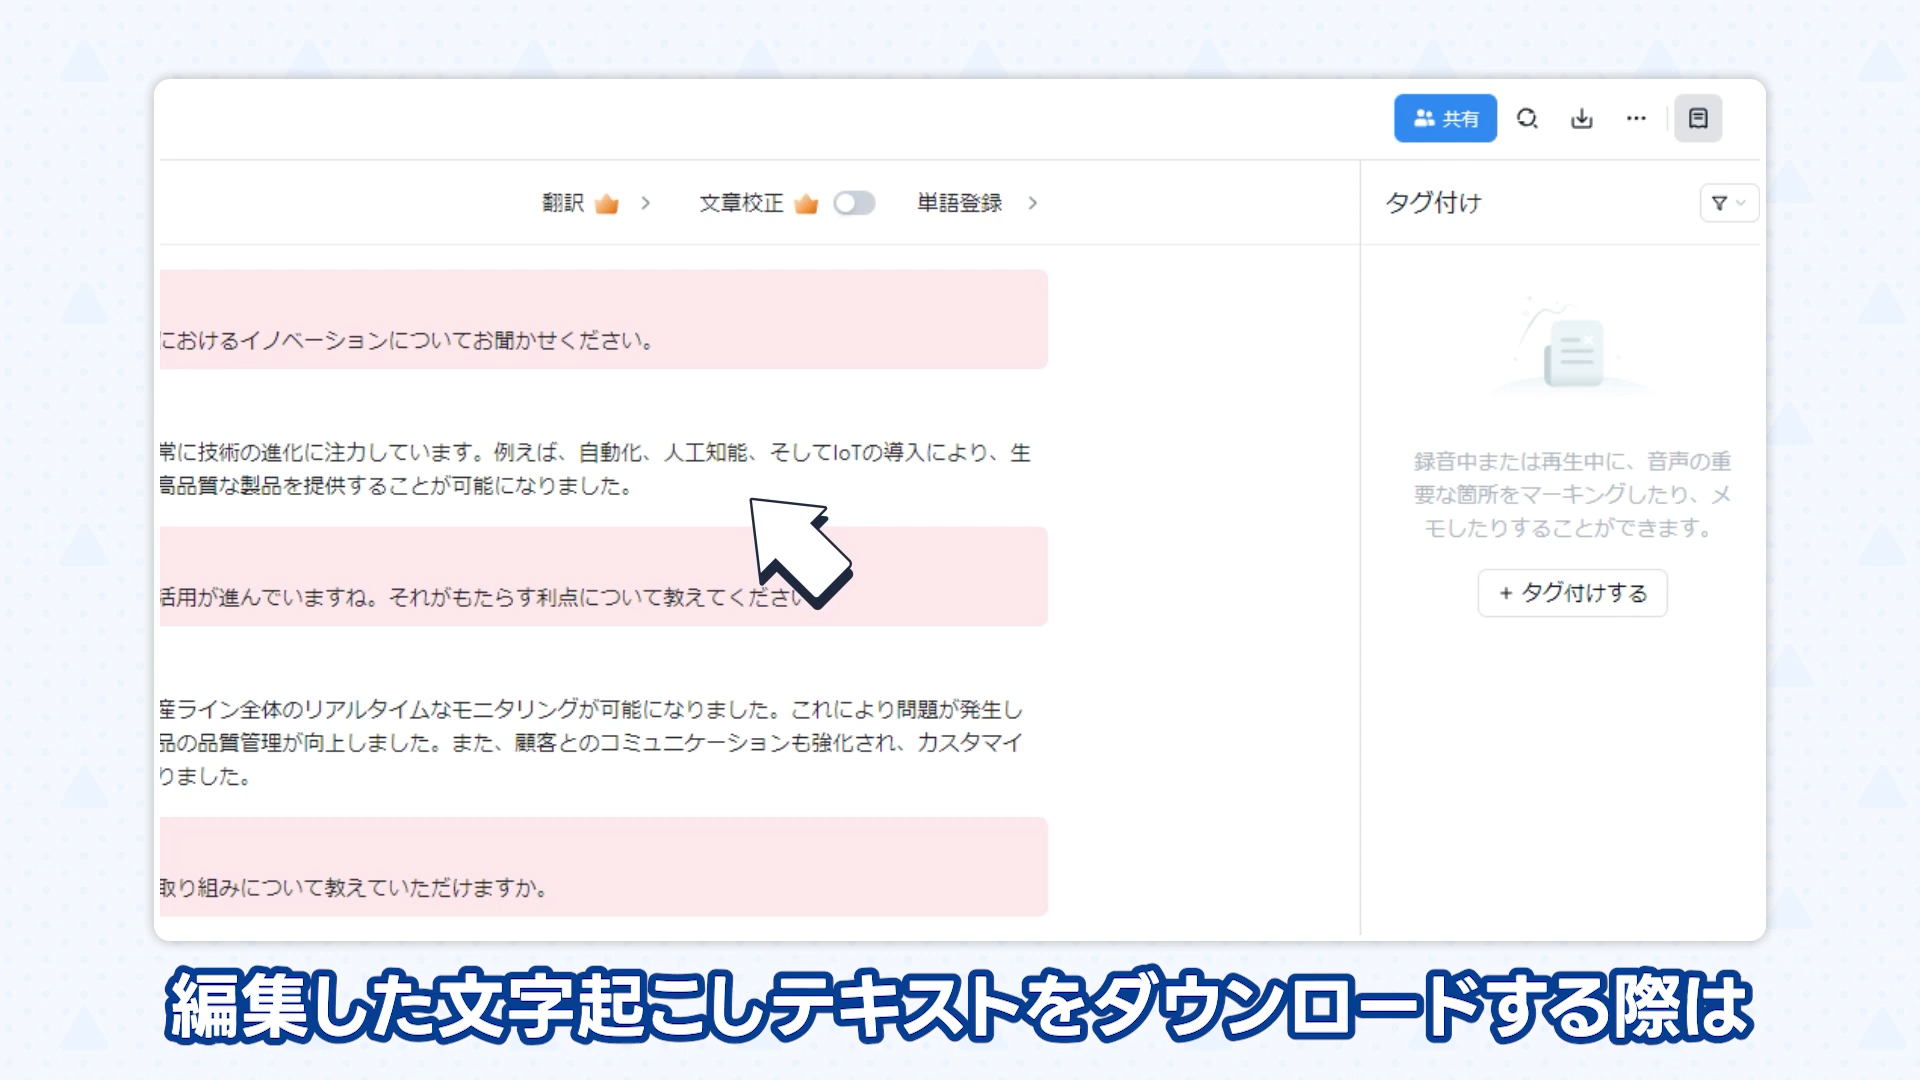 共有
翻訳
文章校正
単語登録
タグ付け
におけるイノベーションについてお聞かせください。
常に技術の進化に注力しています。例えば、自動化、人工知能、そしてIoTの導入により、生
高品質な製品を提供することが可能になりました。
活用が進んでいますね。それがもたらす利点について教えてください
産ライン全体のリアルタイムなモニタリングが可能になりました。これにより問題が発生し
品の品質管理が向上しました。また、顧客とのコミュニケーションも強化され、カスタマイ
りました。
取り組みについて教えていただけますか。
録音中または再生中に、音声の重
要な箇所をマーキングしたり、メ
モしたりすることができます。
+ タグ付けする
編集した文字起こしテキストをダウンロードする際は